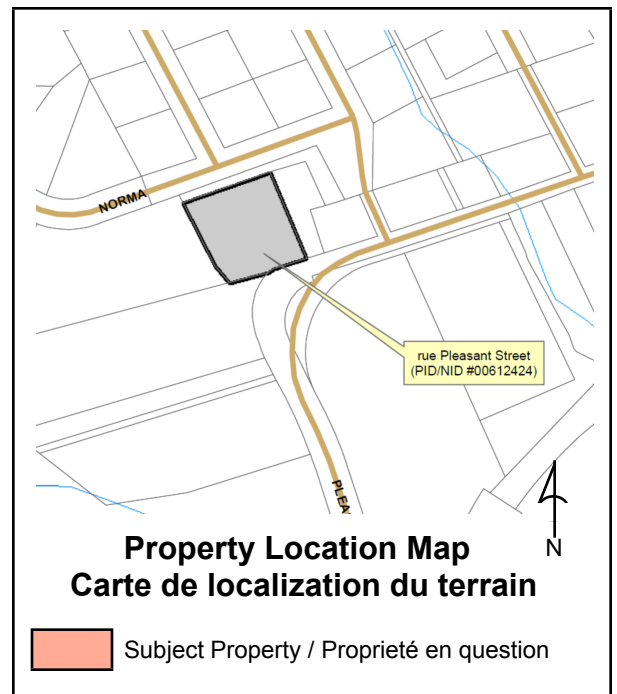 NORMA
rue Pleasant Street
(PID/NID #00612424)
PLEA
N
Property Location Map
Carte de localization du terrain
Subject Property / Proprieté en question